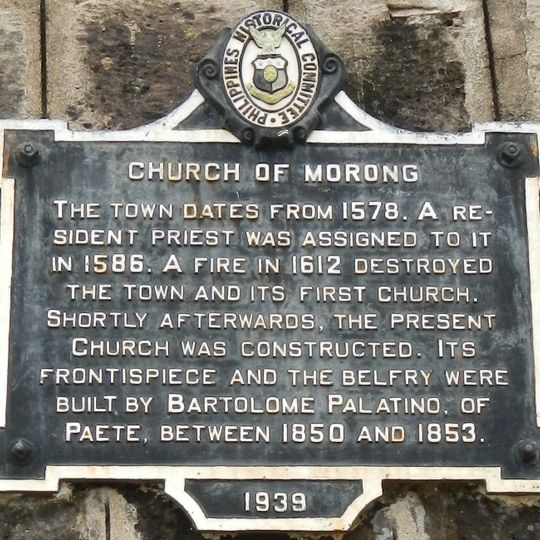 PHILIPPINES HISTORICAL COMMITTEE
CHURCH OF MORONG
THE TOWN DATES FROM 1578. A RE-
SIDENT PRIEST WAS ASSIGNED TO IT
IN 1586. A FIRE IN 1612 DESTROYED
THE TOWN AND ITS FIRST CHURCH.
SHORTLY AFTERWARDS, THE PRESENT
CHURCH WAS CONSTRUCTED. ITS
FRONTISPIECE AND THE BELFRY WERE
BUILT BY BARTOLOME PALATINO, OF
PAETE, BETWEEN 1850 AND 1853.
1939